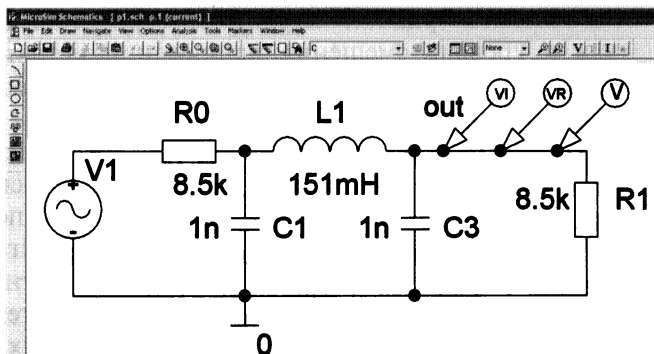 MicroSim Schematics - [ p1.sch p.1 (current) ]
File Edit Draw Navigate View Options Analysis Tools Markers Window Help
C None V I
out VI VR V
R0 L1
V1
8.5k 151mH 8.5k R1
1n C1 1n C3
0